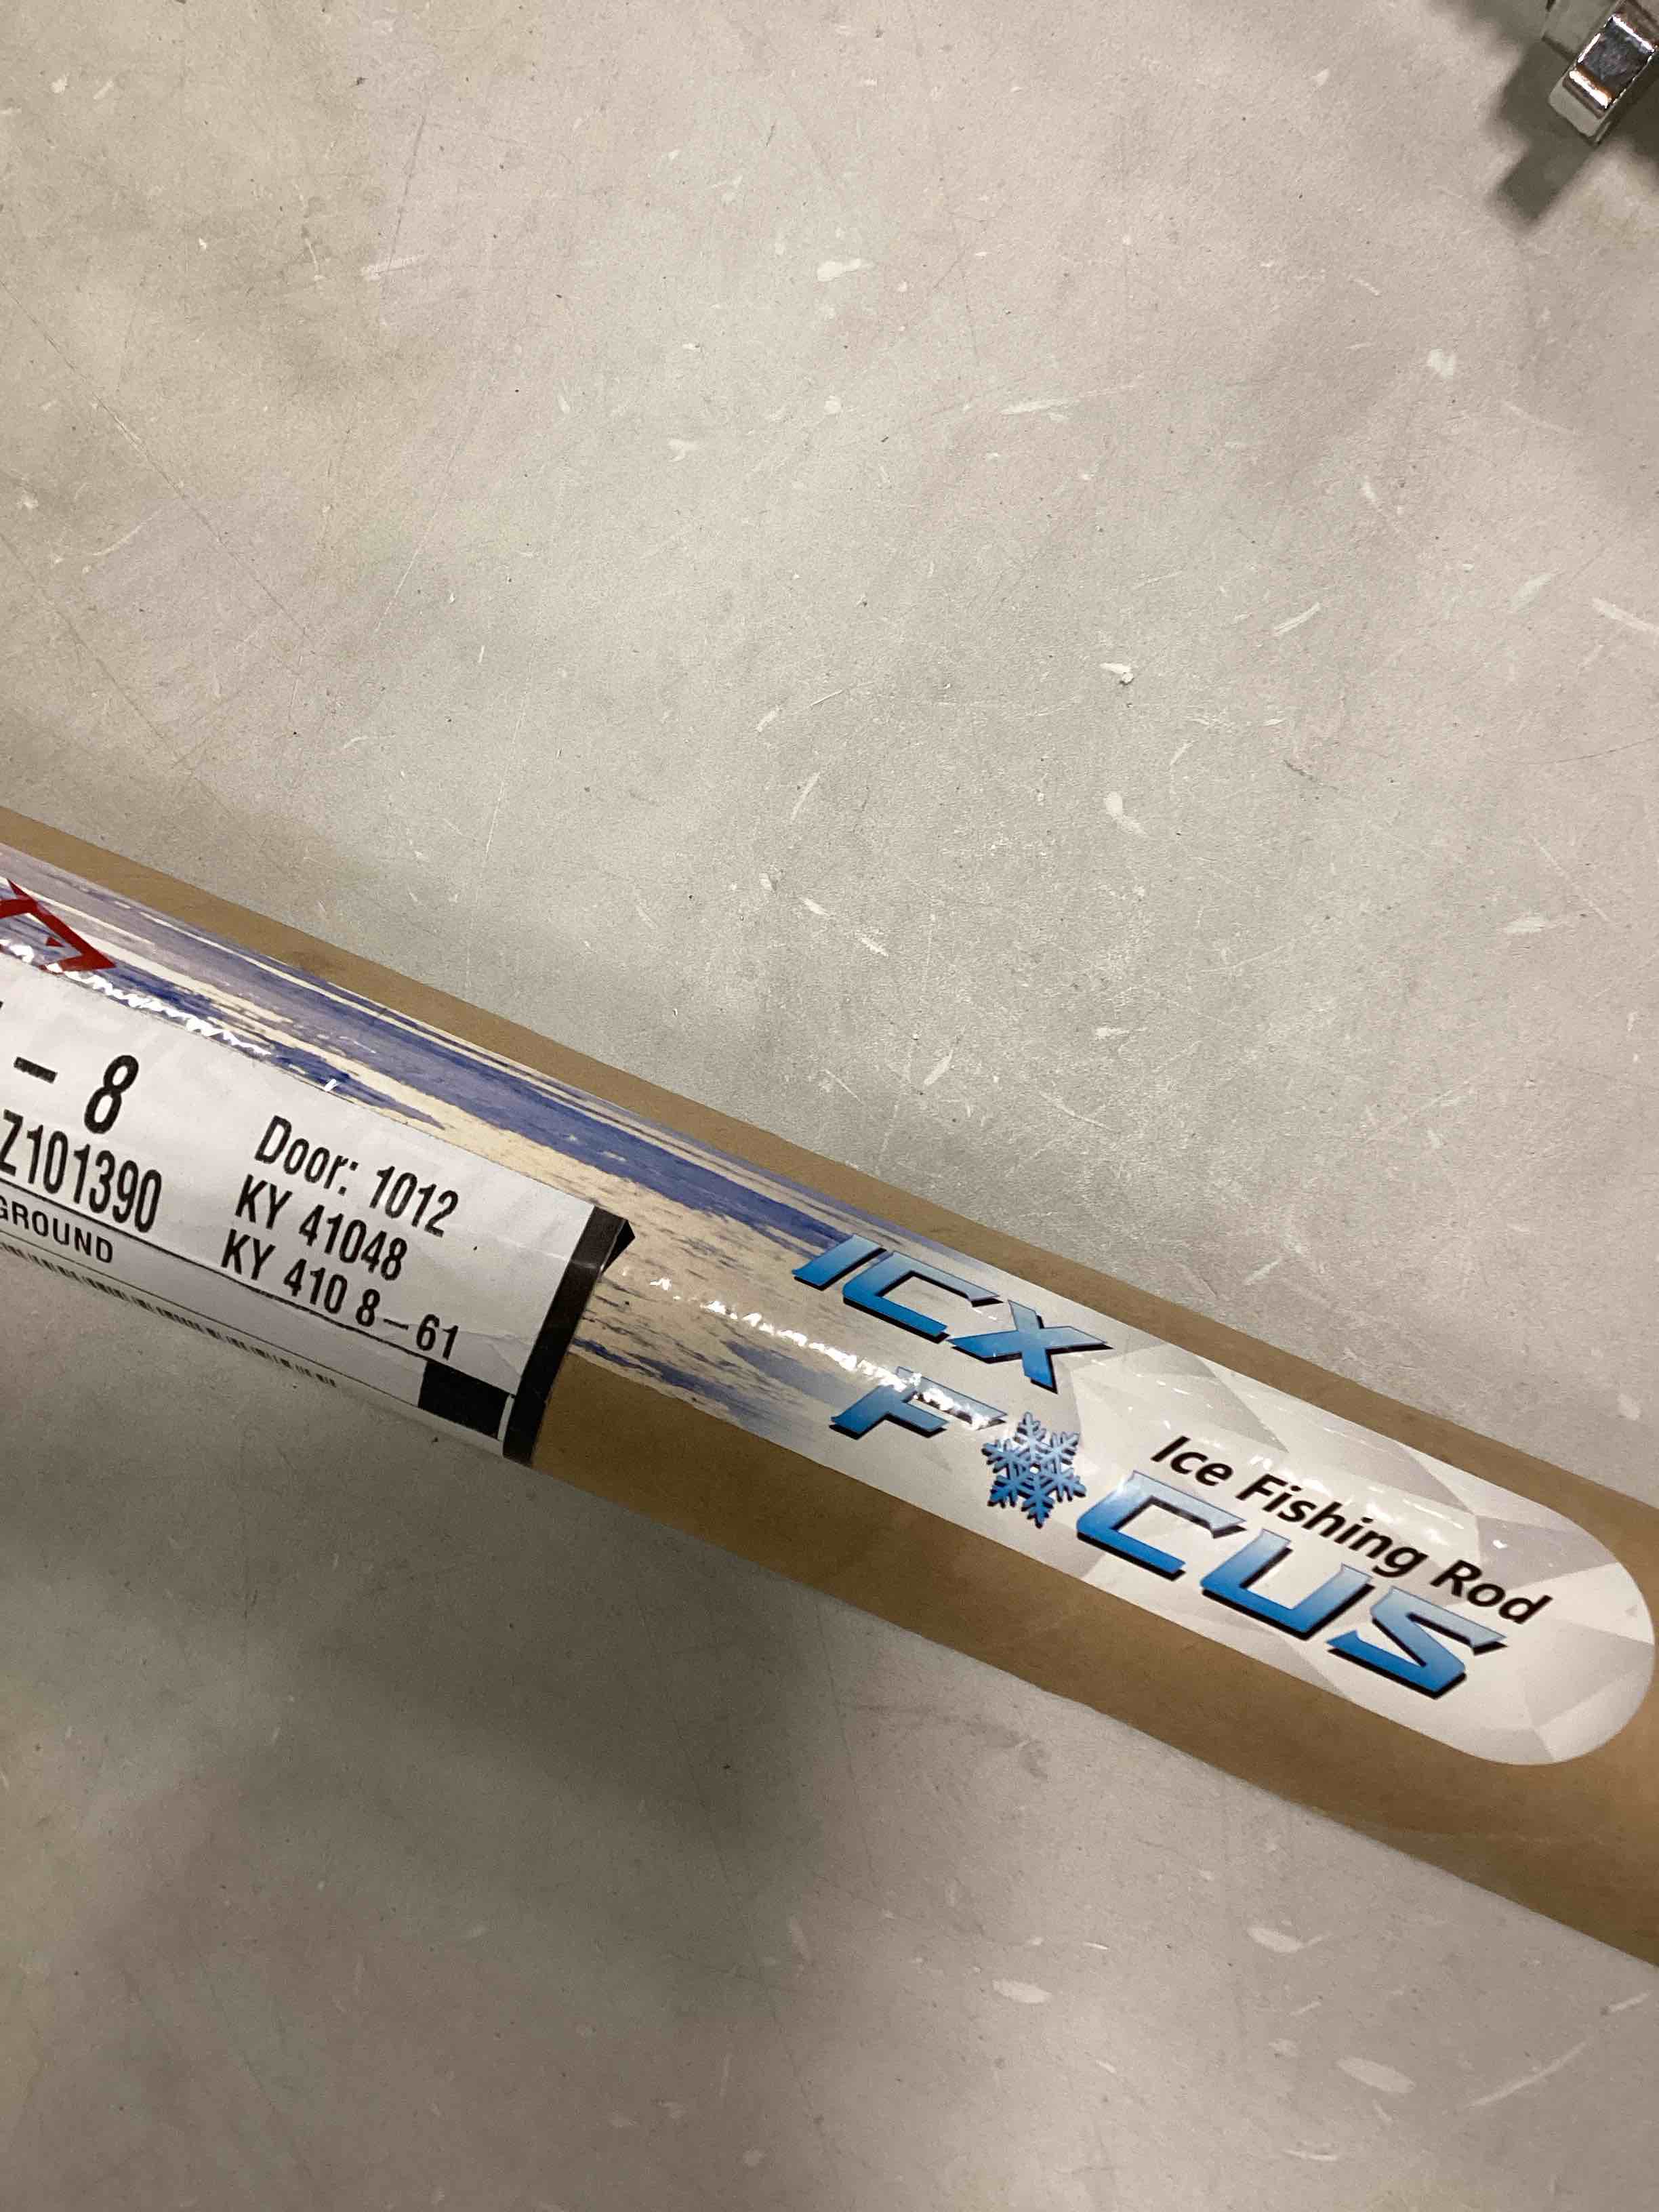 – 8
Z101390
GROUND
Door: 1012
KY 41048
KY 410 8–61
ICX
F CUS
Ice Fishing Rod